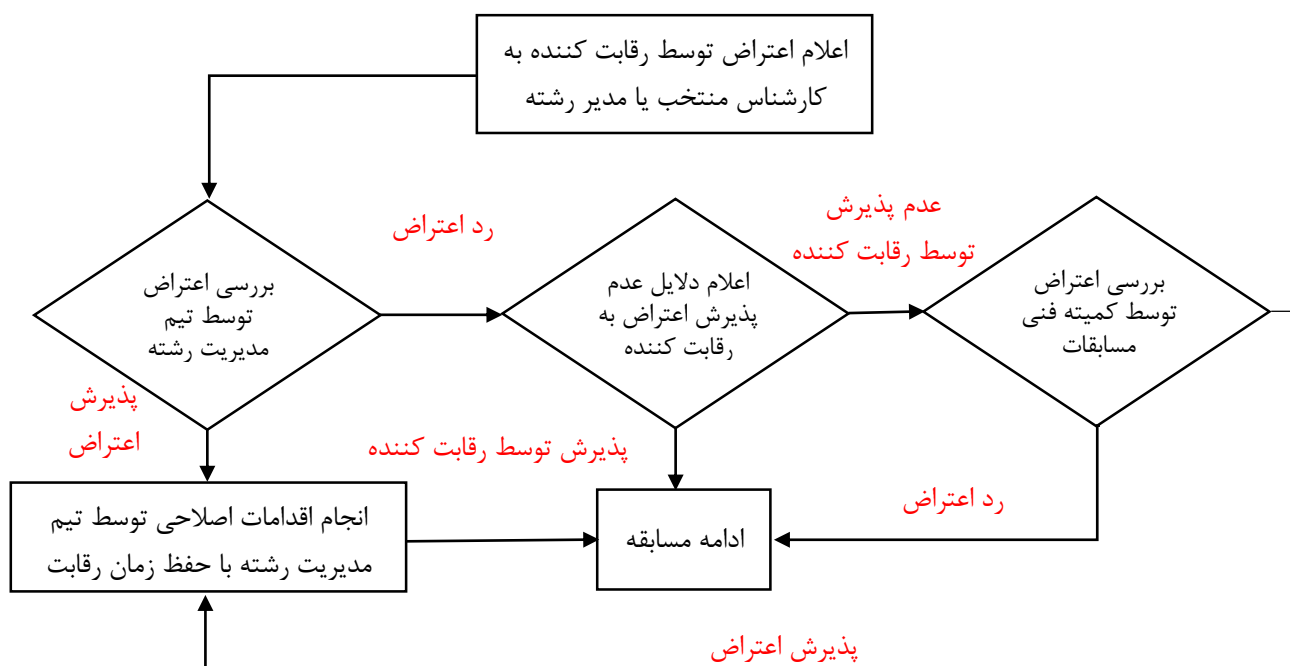 اعلام اعتراض توسط رقابت کننده به
کارشناس منتخب یا مدیر رشته
بررسی اعتراض
توسط تیم
مدیریت رشته
رد اعتراض
اعلام دلایل عدم
پذیرش اعتراض به
رقابت کننده
عدم پذیرش
توسط رقابت کننده
بررسی اعتراض
توسط کمیته فنی
مسابقات
پذیرش
اعتراض
پذیرش توسط رقابت کننده
رد اعتراض
انجام اقدامات اصلاحی توسط تیم
مدیریت رشته با حفظ زمان رقابت
ادامه مسابقه
پذیرش اعتراض